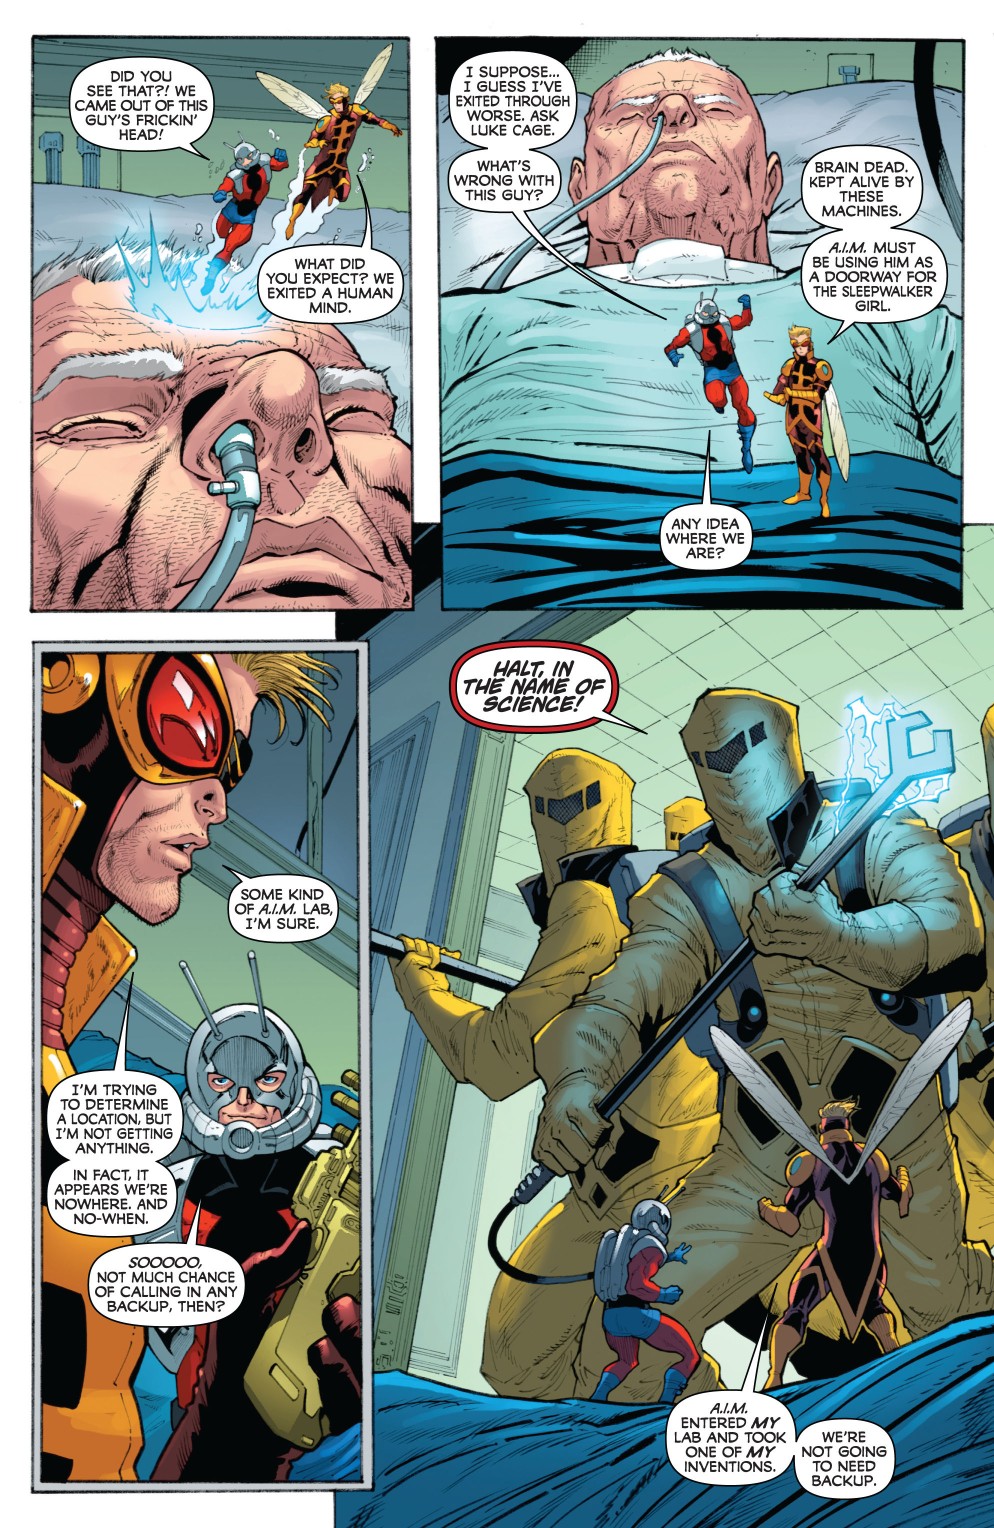 DID YOU
SEE THAT?! WE
CAME OUT OF THIS
GUY'S FRICKIN'
HEAD!
WHAT DID
YOU EXPECT? WE
EXITED A HUMAN
MIND.
I SUPPOSE...
I GUESS I'VE
EXITED THROUGH
WORSE. ASK
LUKE CAGE.
WHAT'S
WRONG WITH
THIS GUY?
BRAIN DEAD.
KEPT ALIVE BY
THESE
MACHINES.
A.I.M. MUST
BE USING HIM AS
A DOORWAY FOR
THE SLEEPWALKER
GIRL.
ANY IDEA
WHERE WE
ARE?
SOME KIND
OF A.I.M. LAB,
I'M SURE.
I'M TRYING
TO DETERMINE
A LOCATION, BUT
I'M NOT GETTING
ANYTHING.
IN FACT, IT
APPEARS WE'RE
NOWHERE. AND
NO-WHEN.
SOOOOO,
NOT MUCH CHANCE
OF CALLING IN ANY
BACKUP, THEN?
HALT, IN
THE NAME OF
SCIENCE!
A.I.M.
ENTERED MY
LAB AND TOOK
ONE OF MY
INVENTIONS.
WE'RE
NOT GOING
TO NEED
BACKUP.